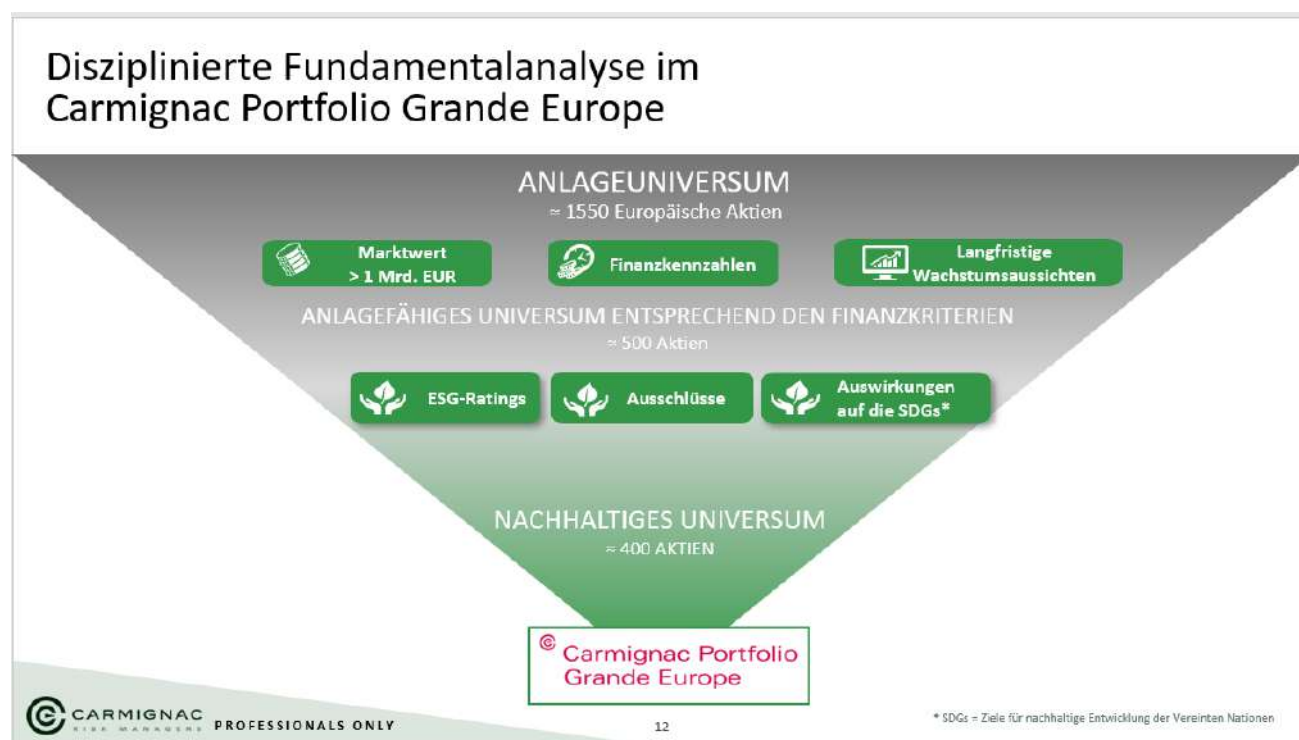 Disziplinierte Fundamentalanalyse im
Carmignac Portfolio Grande Europe
ANLAGEUNIVERSUM
≈ 1550 Europäische Aktien
Marktwert
> 1 Mrd. EUR
Finanzkennzahlen
Langfristige
Wachstumsaussichten
ANLAGEFÄHIGES UNIVERSUM ENTSPRECHEND DEN FINANZKRITERIEN
≈ 500 Aktien
ESG-Ratings
Ausschlüsse
Auswirkungen
auf die SDGs*
NACHHALTIGES UNIVERSUM
≈ 400 AKTIEN
Carmignac Portfolio
Grande Europe
CARMIGNAC
RISK MANAGERS
PROFESSIONALS ONLY
12
* SDGs = Ziele für nachhaltige Entwicklung der Vereinten Nationen